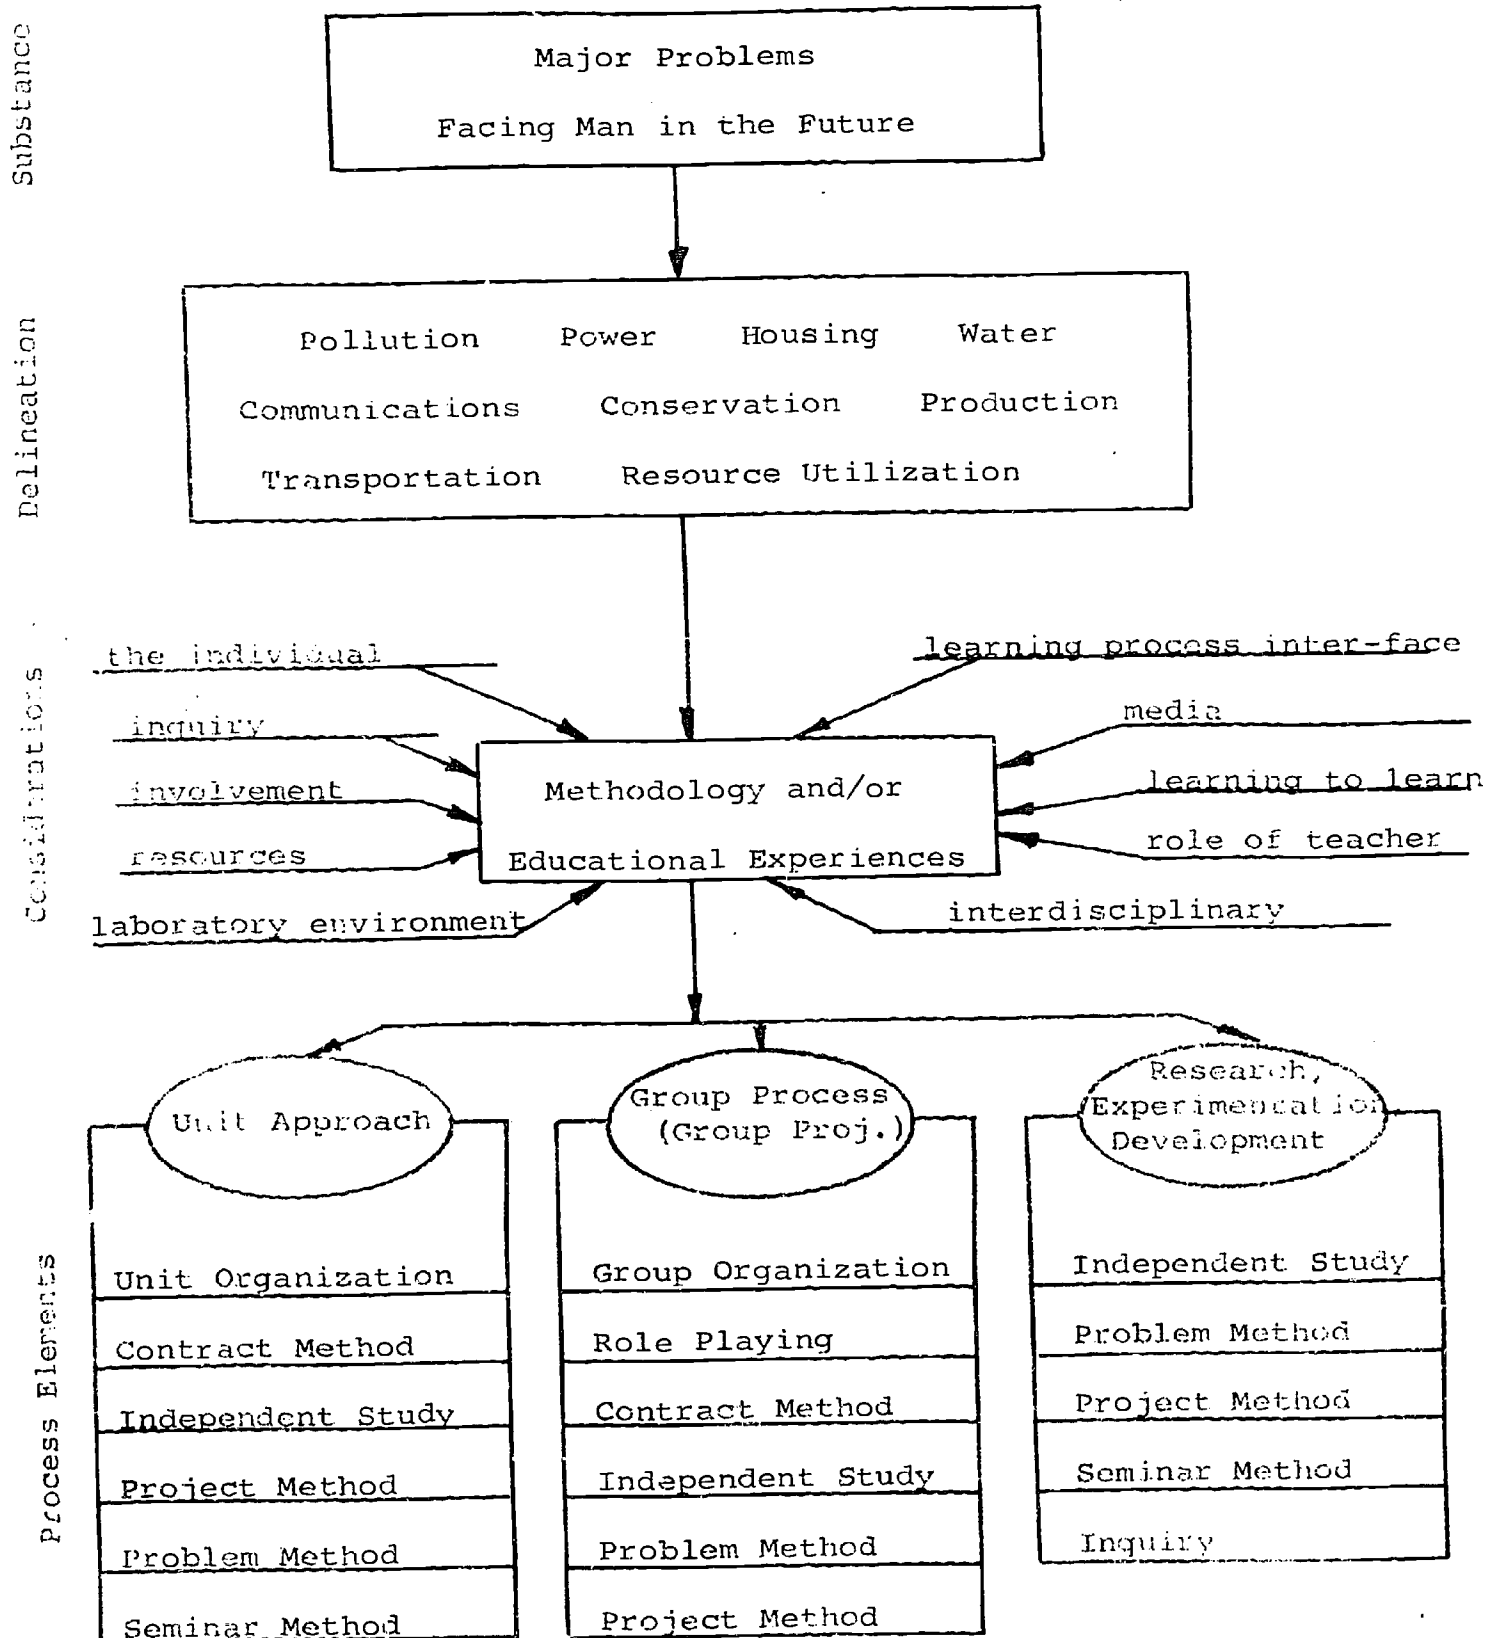 Substance
Major Problems
Facing Man in the Future
Delineation
Pollution Power Housing Water
Communications Conservation Production
Transportation Resource Utilization
Considerations
the individual
inquiry
involvement
resources
laboratory environment
learning process inter-face
media
learning to learn
role of teacher
interdisciplinary
Methodology and/or
Educational Experiences
Process Elements
Unit Approach
Unit Organization
Contract Method
Independent Study
Project Method
Problem Method
Seminar Method
Group Process
(Group Proj.)
Group Organization
Role Playing
Contract Method
Independent Study
Problem Method
Project Method
Research,
Experimentation
Development
Independent Study
Problem Method
Project Method
Seminar Method
Inquiry